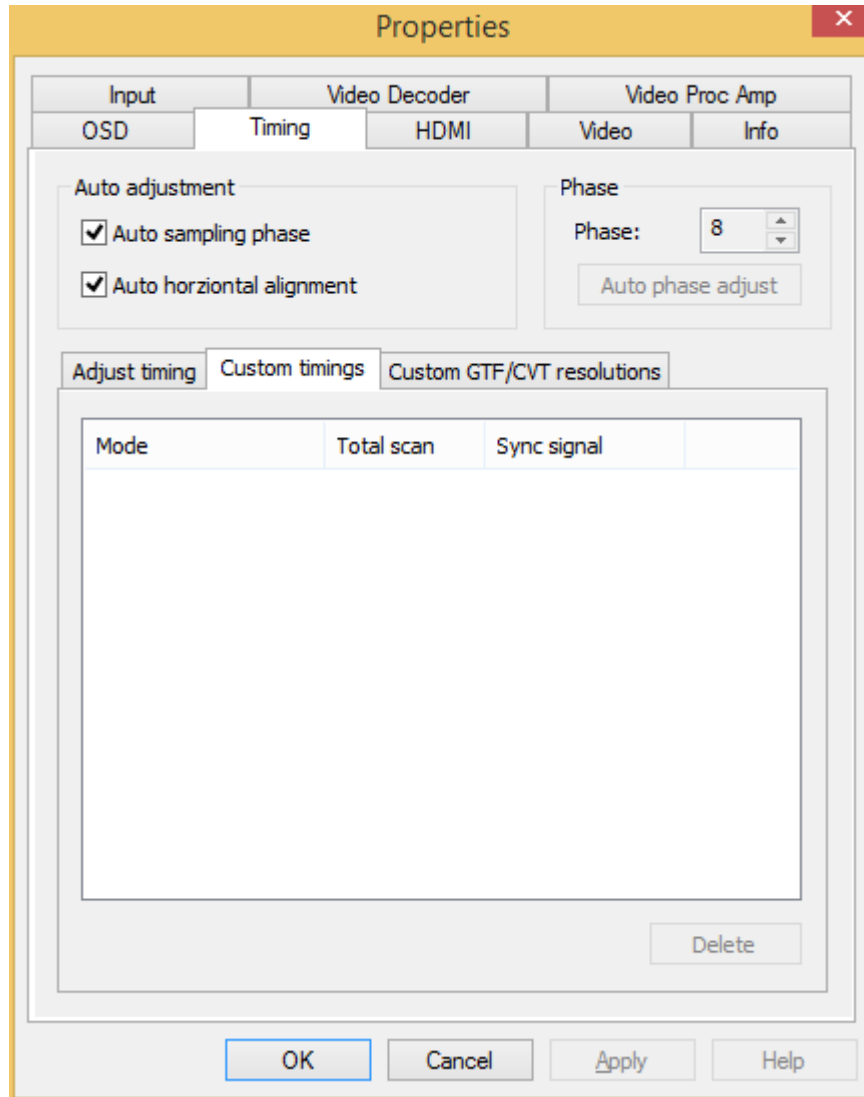 Properties
Input Video Decoder Video Proc Amp
OSD Timing HDMI Video Info
Auto adjustment
Auto sampling phase
Auto horziontal alignment
Phase
Phase: 8
Auto phase adjust
Adjust timing Custom timings Custom GTF/CVT resolutions
Mode Total scan Sync signal
Delete
OK Cancel Apply Help